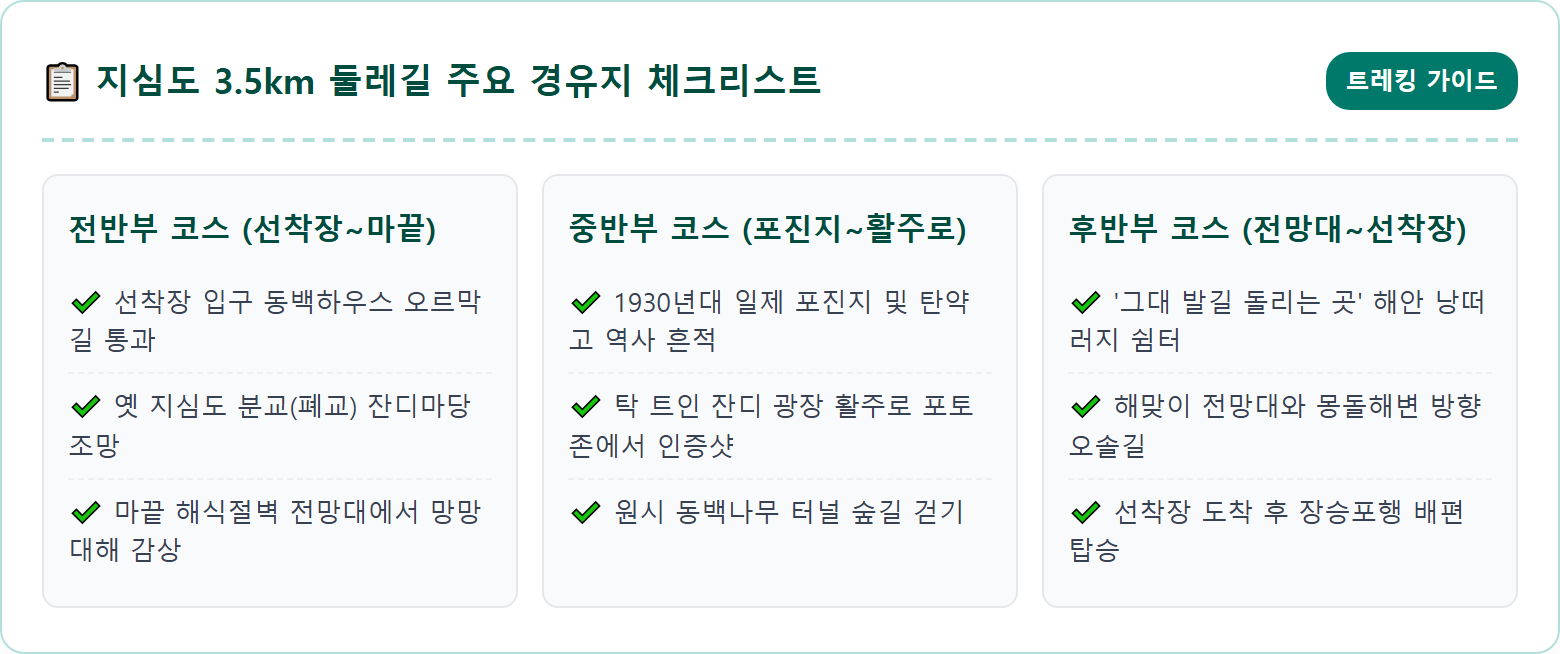 지심도 3.5km 둘레길 주요 경유지 체크리스트
트레킹 가이드
전반부 코스 (선착장~마끝)
선착장 입구 동백하우스 오르막
길 통과
옛 지심도 분교(폐교) 잔디마당
조망
마끝 해식절벽 전망대에서 망망
대해 감상
중반부 코스 (포진지~활주로)
1930년대 일제 포진지 및 탄약
고 역사 흔적
탁 트인 잔디 광장 활주로 포토
존에서 인증샷
원시 동백나무 터널 숲길 걷기
후반부 코스 (전망대~선착장)
'그대 발길 돌리는 곳' 해안 낭떠
러지 쉼터
해맞이 전망대와 몽돌해변 방향
오솔길
선착장 도착 후 장승포행 배편
탑승